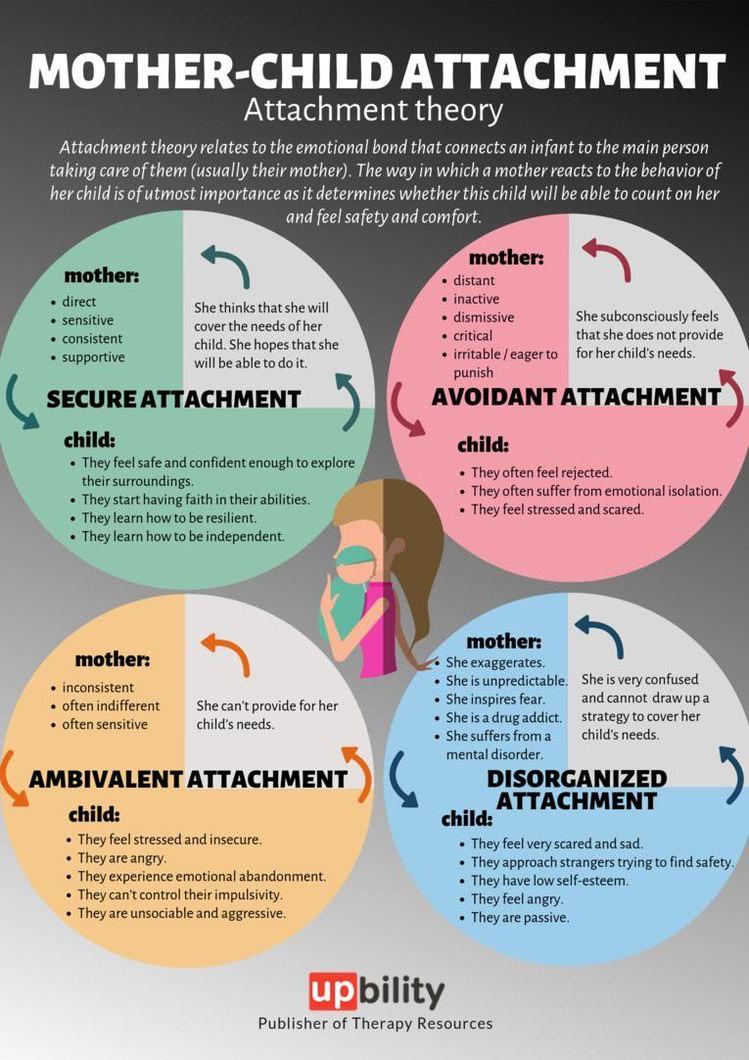 MOTHER-CHILD ATTACHMENT
Attachment theory
Attachment theory relates to the emotional bond that connects an infant to the main person
taking care of them (usually their mother). The way in which a mother reacts to the behavior of
her child is of utmost importance as it determines whether this child will be able to count on her
and feel safety and comfort.
mother:
• direct
• sensitive
• consistent
• supportive
She thinks that she will
cover the needs of her
child. She hopes that she
will be able to do it.
SECURE ATTACHMENT
child:
• They feel safe and confident enough to explore
their surroundings.
• They start having faith in their abilities.
• They learn how to be resilient.
• They learn how to be independent.
mother:
• distant
• inactive
• dismissive
• critical
• irritable / eager to
punish
She subconsciously feels
that she does not provide
for her child's needs.
AVOIDANT ATTACHMENT
child:
• They often feel rejected.
• They often suffer from emotional isolation.
• They feel stressed and scared.
mother:
• inconsistent
• often indifferent
• often sensitive
She can't provide for her
child's needs.
AMBIVALENT ATTACHMENT
child:
• They feel stressed and insecure.
• They are angry.
• They experience emotional abandonment.
• They can't control their impulsivity.
• They are unsociable and aggressive.
mother:
• She exaggerates.
• She is unpredictable.
• She inspires fear.
• She is a drug addict.
• She suffers from a
mental disorder.
She is very confused
and cannot draw up a
strategy to cover her
child's needs.
DISORGANIZED
ATTACHMENT
child:
• They feel very scared and sad.
• They approach strangers trying to find safety.
• They have low self-esteem.
• They feel angry.
• They are passive.
upbility
Publisher of Therapy Resources